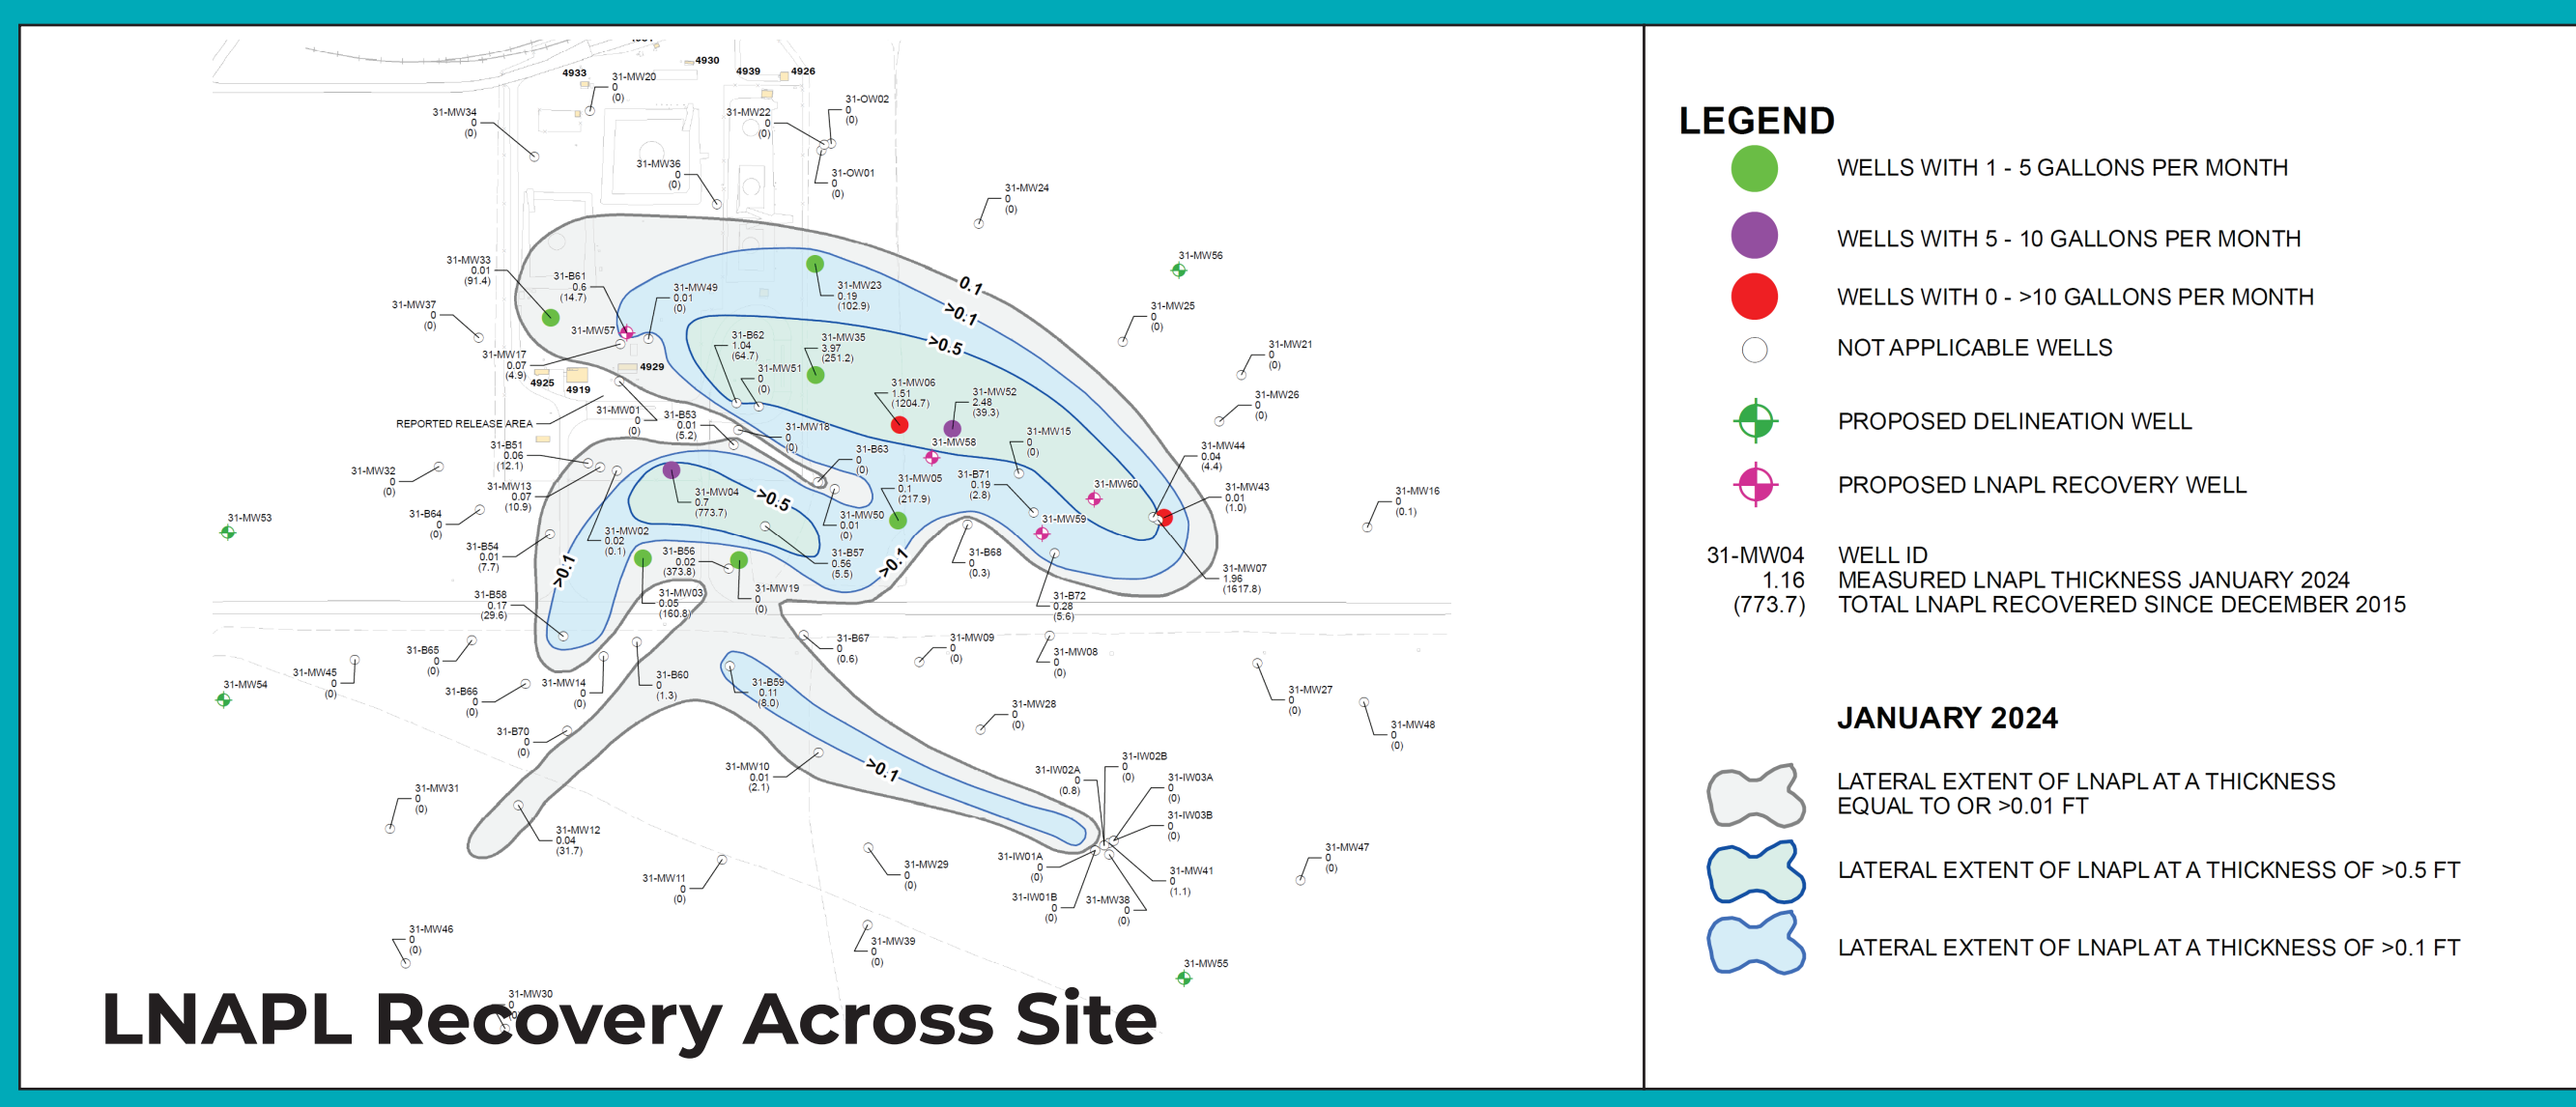 4930
4933
4939
4926
31-MW20
0
(0)
31-MW34
0
(0)
31-MW22
0
(0)
31-OW02
0
(0)
31-MW36
0
(0)
31-OW01
0
(0)
31-MW24
0
(0)
31-MW33
0.01
(91.4)
31-B61
0.6
(14.7)
31-MW49
0.01
(0)
31-MW23
0.19
(102.9)
0.1
>0.1
>0.5
31-MW56
31-MW37
0
(0)
31-MW57
31-MW25
0
(0)
31-MW17
0.07
(4.9)
4925
4919
4929
31-B62
1.04
(64.7)
31-MW35
3.97
(251.2)
31-MW51
0
(0)
31-MW06
1.51
(1204.7)
31-MW52
2.48
(39.3)
31-MW21
0
(0)
31-MW26
0
(0)
REPORTED RELEASE AREA
31-MW01
0
(0)
31-B53
0.01
(5.2)
31-MW18
0
(0)
31-MW58
31-MW15
0
(0)
31-B51
0.06
(12.1)
31-B63
0
(0)
31-MW44
0.04
(4.4)
31-MW32
0
(0)
31-MW13
0.07
(10.9)
31-MW04
0.7
(773.7)
>0.5
31-MW05
0.1
(217.9)
31-B71
0.19
(2.8)
31-MW60
31-MW43
0.01
(1.0)
31-MW16
0
(0.1)
31-MW53
31-B64
0
(0)
31-MW02
0.02
(0.1)
31-MW50
0.01
(0)
31-MW59
31-B54
0.01
(7.7)
>0.1
31-B56
0.02
(373.8)
31-B57
0.56
(5.5)
>0.1
31-B68
0
(0.3)
31-MW07
1.96
(1617.8)
31-B58
0.17
(29.6)
31-MW03
0.05
(160.8)
31-MW19
0
(0)
31-B72
0.28
(5.6)
31-B65
0
(0)
31-B67
0
(0.6)
31-MW09
0
(0)
31-MW08
0
(0)
31-MW45
0
(0)
31-MW54
31-B66
0
(0)
31-MW14
0
(0)
31-B60
0
(1.3)
31-B59
0.11
(8.0)
31-MW27
0
(0)
31-MW28
0
(0)
31-MW48
0
(0)
31-B70
0
(0)
31-MW10
0.01
(2.1)
>0.1
31-IW02A
0
(0.8)
31-IW02B
0
(0)
31-IW03A
0
(0)
31-MW31
0
(0)
31-IW03B
0
(0)
31-MW12
0.04
(31.7)
31-MW11
0
(0)
31-MW29
0
(0)
31-IW01A
0
(0)
31-MW41
0
(1.1)
31-MW47
0
(0)
31-IW01B
0
(0)
31-MW38
0
(0)
31-MW46
0
(0)
31-MW39
0
(0)
31-MW55
31-MW30
0
LNAPL Recovery Across Site
LEGEND
WELLS WITH 1 - 5 GALLONS PER MONTH
WELLS WITH 5 - 10 GALLONS PER MONTH
WELLS WITH 0 - >10 GALLONS PER MONTH
NOT APPLICABLE WELLS
PROPOSED DELINEATION WELL
PROPOSED LNAPL RECOVERY WELL
31-MW04 WELL ID
1.16 MEASURED LNAPL THICKNESS JANUARY 2024
(773.7) TOTAL LNAPL RECOVERED SINCE DECEMBER 2015
JANUARY 2024
LATERAL EXTENT OF LNAPL AT A THICKNESS
EQUAL TO OR >0.01 FT
LATERAL EXTENT OF LNAPL AT A THICKNESS OF >0.5 FT
LATERAL EXTENT OF LNAPL AT A THICKNESS OF >0.1 FT